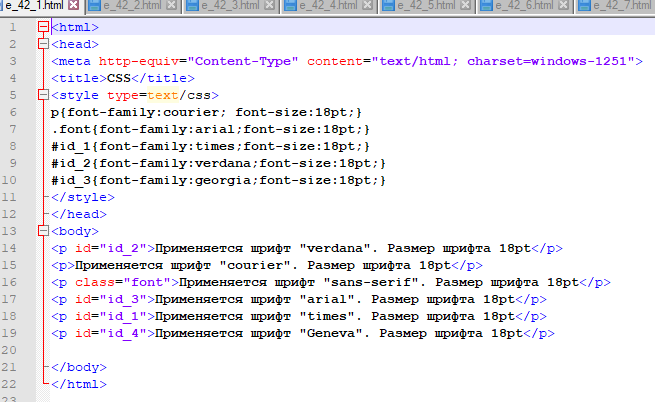 e_42_1.html e_42_2.html e_42_3.html e_42_4.html e_42_5.html e_42_6.html e_42_7.html
1 <html>
2 <head>
3 <meta http-equiv="Content-Type" content="text/html; charset=windows-1251">
4 <title>CSS</title>
5 <style type=text/css>
6 p{font-family:courier; font-size:18pt;}
7 .font{font-family:arial;font-size:18pt;}
8 #id_1{font-family:times;font-size:18pt;}
9 #id_2{font-family:verdana;font-size:18pt;}
10 #id_3{font-family:georgia;font-size:18pt;}
11 </style>
12 </head>
13 <body>
14 <p id="id_2">Применяется шрифт "verdana". Размер шрифта 18pt</p>
15 <p>Применяется шрифт "courier". Размер шрифта 18pt</p>
16 <p class="font">Применяется шрифт "sans-serif". Размер шрифта 18pt</p>
17 <p id="id_3">Применяется шрифт "arial". Размер шрифта 18pt</p>
18 <p id="id_1">Применяется шрифт "times". Размер шрифта 18pt</p>
19 <p id="id_4">Применяется шрифт "Geneva". Размер шрифта 18pt</p>
20
21 </body>
22 </html>
23